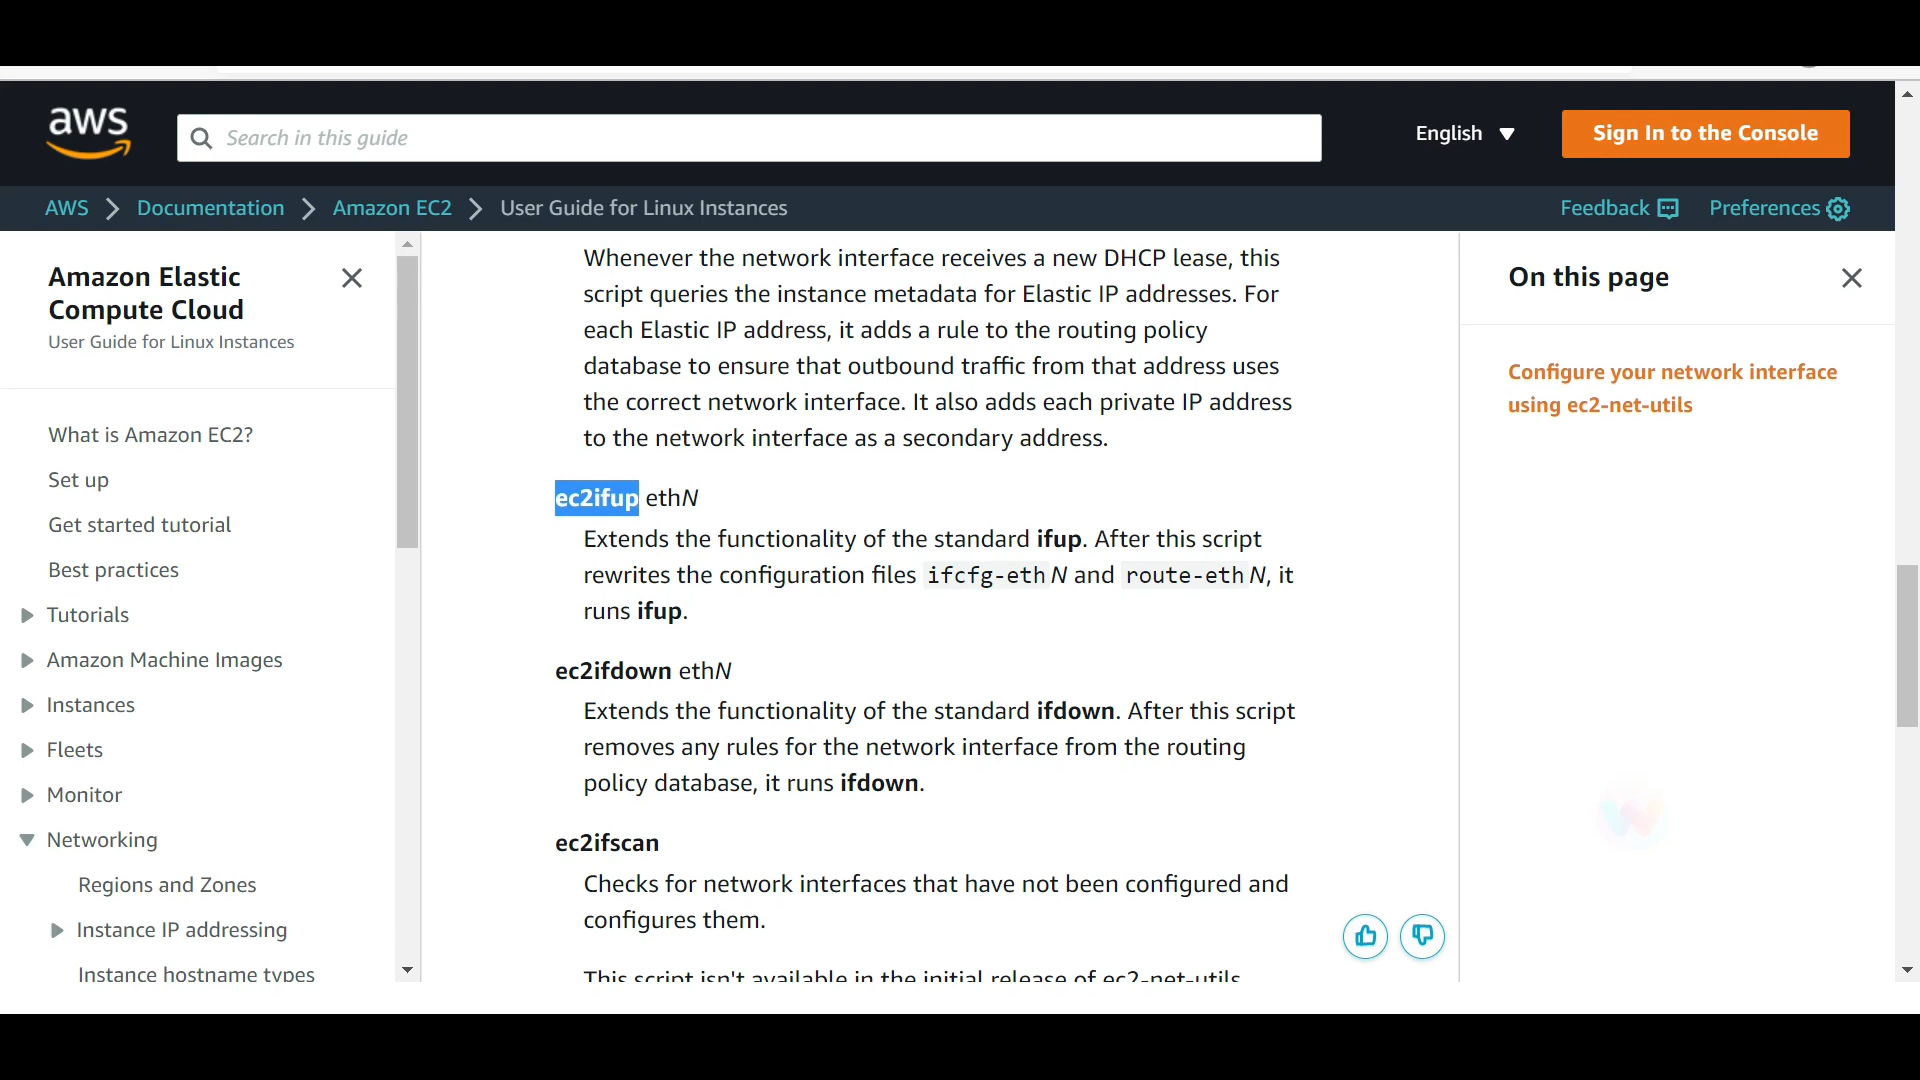 aws
Search in this guide
English
Sign In to the Console
AWS > Documentation > Amazon EC2 > User Guide for Linux Instances
Feedback
Preferences
Amazon Elastic
Compute Cloud
User Guide for Linux Instances
What is Amazon EC2?
Set up
Get started tutorial
Best practices
Tutorials
Amazon Machine Images
Instances
Fleets
Monitor
Networking
Regions and Zones
Instance IP addressing
Instance hostname types
Whenever the network interface receives a new DHCP lease, this
script queries the instance metadata for Elastic IP addresses. For
each Elastic IP address, it adds a rule to the routing policy
database to ensure that outbound traffic from that address uses
the correct network interface. It also adds each private IP address
to the network interface as a secondary address.
ec2ifup ethN
Extends the functionality of the standard ifup. After this script
rewrites the configuration files ifcfg-ethN and route-ethN, it
runs ifup.
ec2ifdown ethN
Extends the functionality of the standard ifdown. After this script
removes any rules for the network interface from the routing
policy database, it runs ifdown.
ec2ifscan
Checks for network interfaces that have not been configured and
configures them.
This script isn't available in the initial release of ec2-net-utils.
On this page
Configure your network interface
using ec2-net-utils